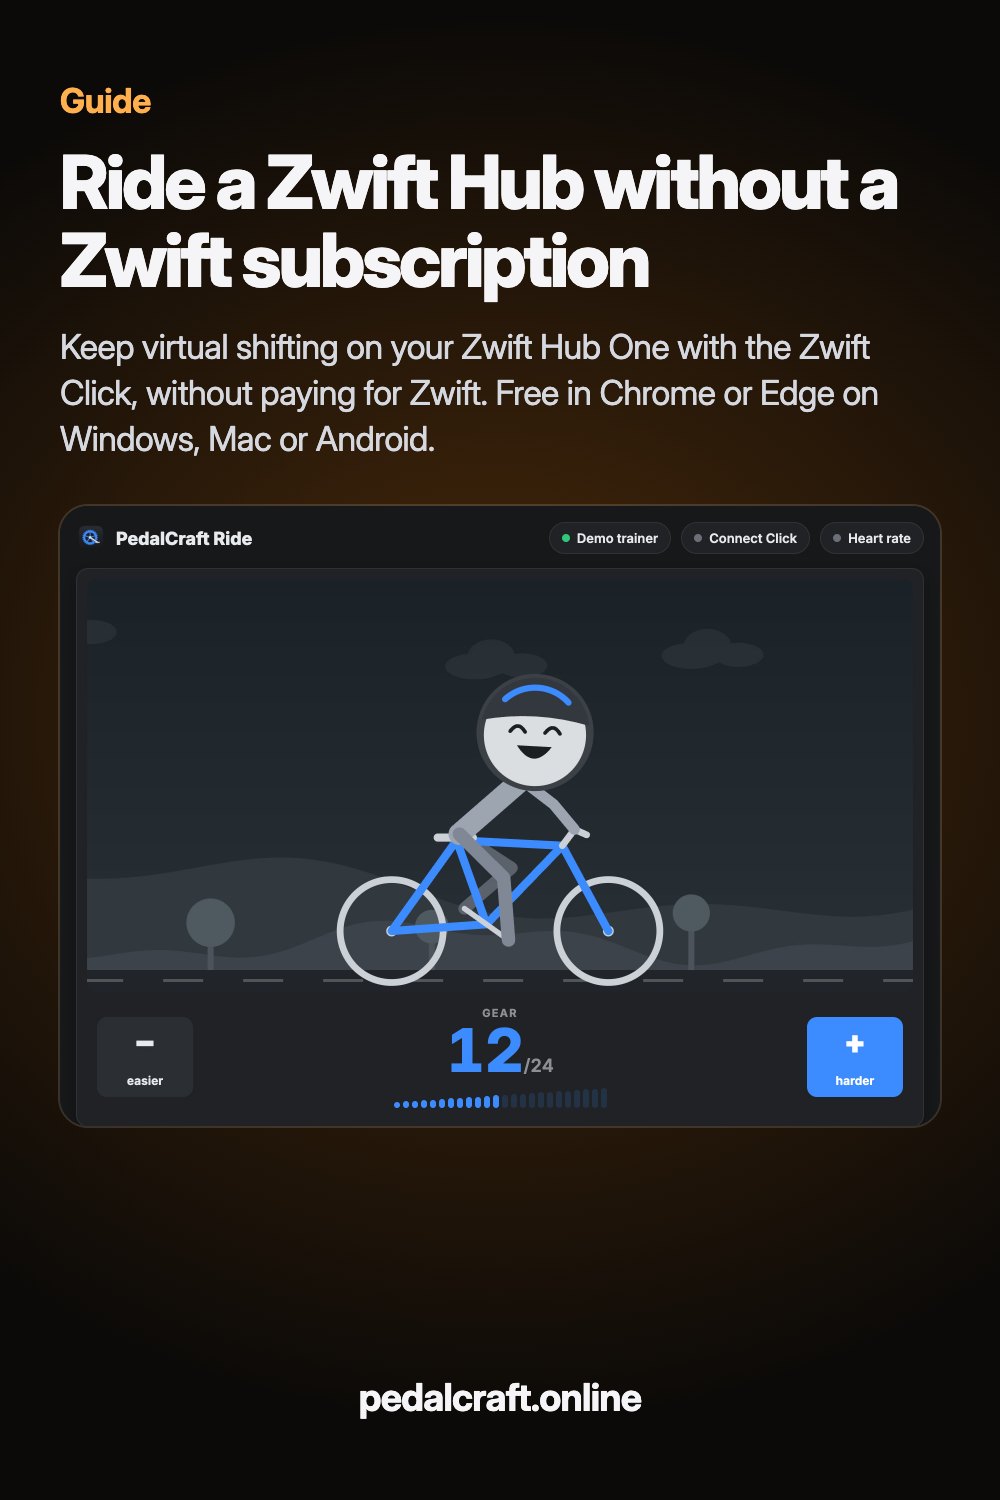 Guide
Ride a Zwift Hub without a
Zwift subscription
Keep virtual shifting on your Zwift Hub One with the Zwift
Click, without paying for Zwift. Free in Chrome or Edge on
Windows, Mac or Android.
PedalCraft Ride
Demo trainer
Connect Click
Heart rate
GEAR
−
easier
12/24
+
harder
pedalcraft.online